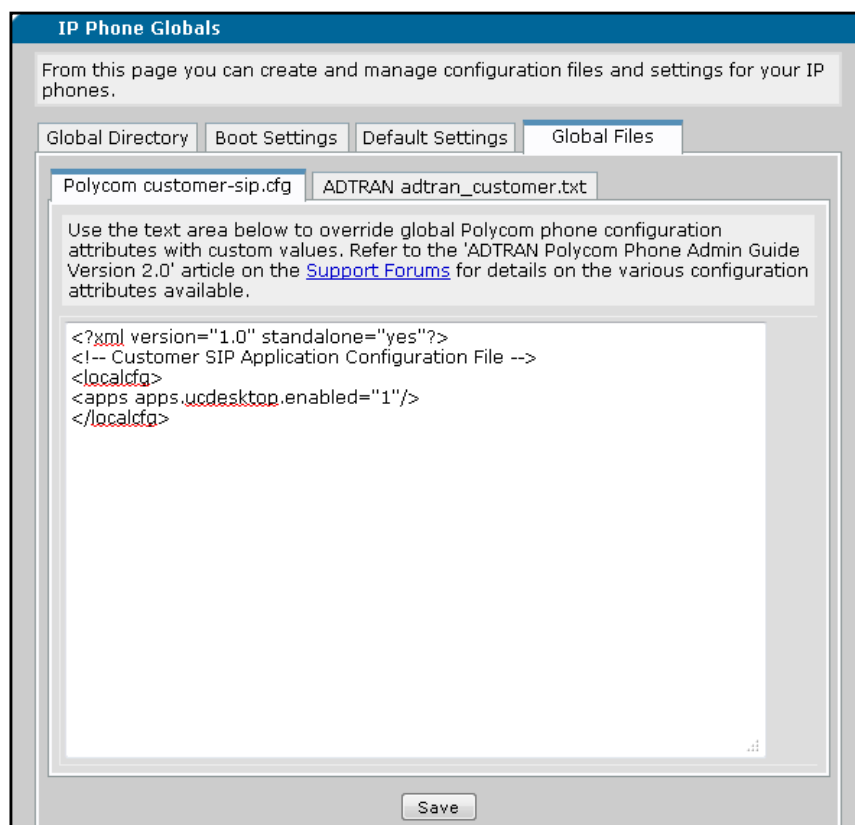 IP Phone Globals
From this page you can create and manage configuration files and settings for your IP
phones.
Global Directory
Boot Settings
Default Settings
Global Files
Polycom customer-sip.cfg
ADTRAN adtran_customer.txt
Use the text area below to override global Polycom phone configuration
attributes with custom values. Refer to the 'ADTRAN Polycom Phone Admin Guide
Version 2.0' article on the Support Forums for details on the various configuration
attributes available.
<?xml version="1.0" standalone="yes"?>
<!-- Customer SIP Application Configuration File -->
<localcfg>
<apps apps.ucdesktop.enabled="1"/>
</localcfg>
Save